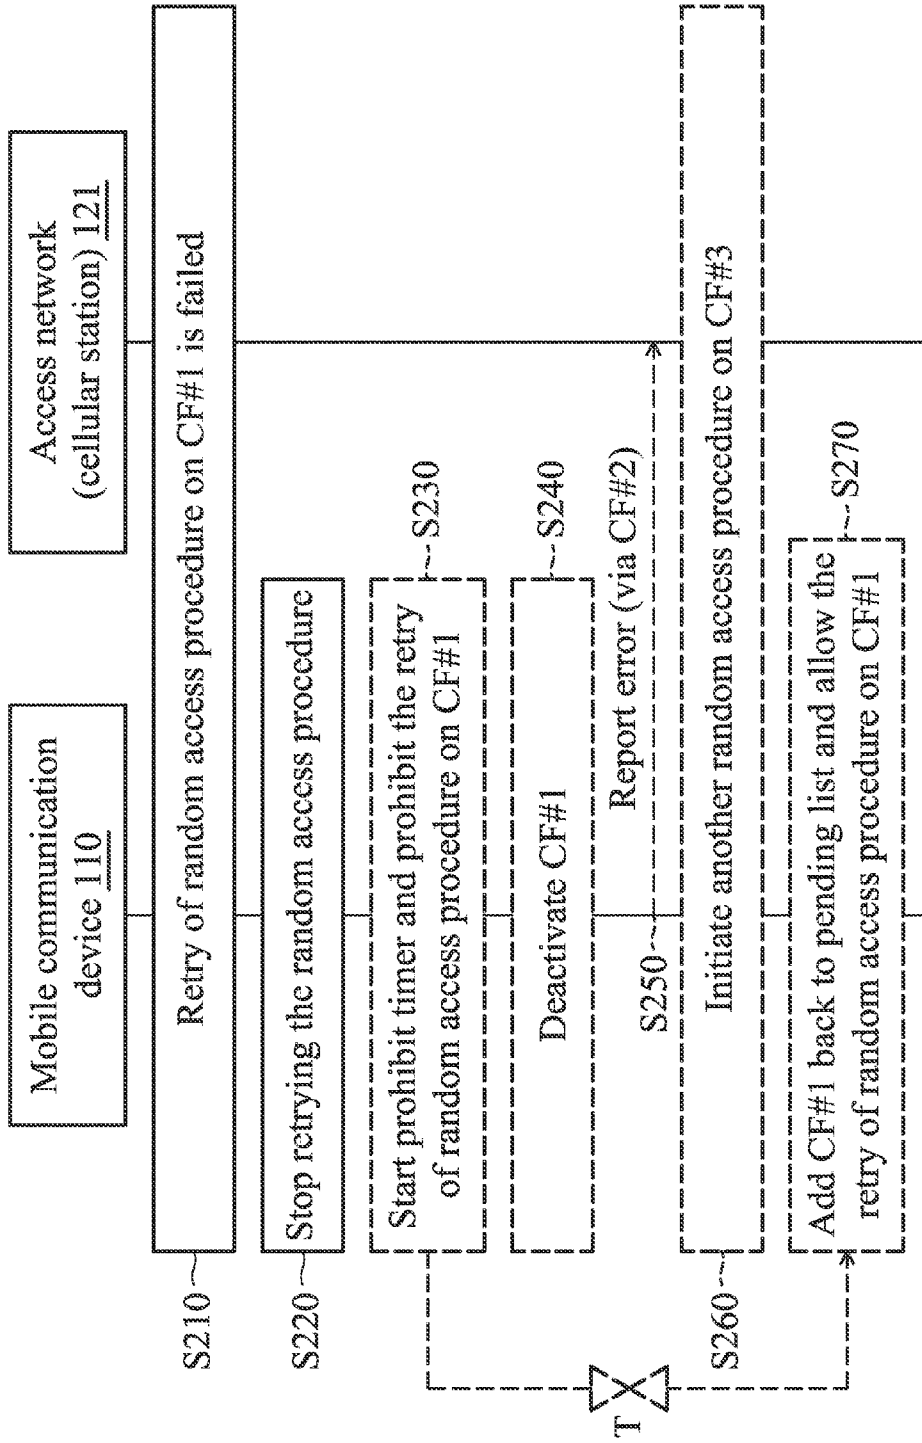 Mobile communication
device 110
Access network
(cellular station) 121
S210
Retry of random access procedure on CF#1 is failed
S220
Stop retrying the random access procedure
Start prohibit timer and prohibit the retry
of random access procedure on CF#1
S230
Deactivate CF#1
S240
T
S250
Report error (via CF#2)
S260
Initiate another random access procedure on CF#3
Add CF#1 back to pending list and allow the
retry of random access procedure on CF#1
S270